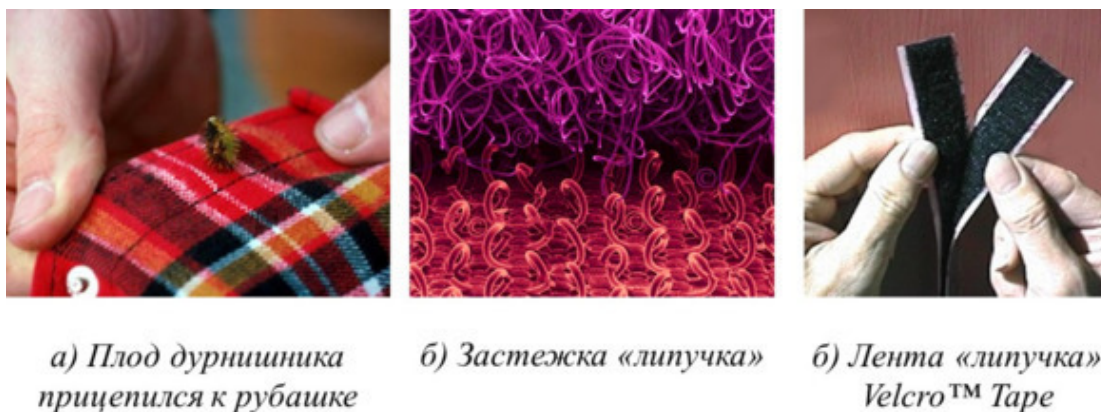 а) Плод дурнишника
прицепился к рубашке
б) Застежка «липучка»
б) Лента «липучка»
Velcro™ Tape